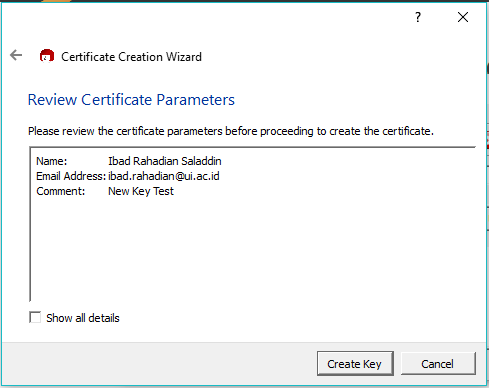 ?
Certificate Creation Wizard
Review Certificate Parameters
Please review the certificate parameters before proceeding to create the certificate.
Name: Ibad Rahadian Saladdin
Email Address: ibad.rahadian@ui.ac.id
Comment: New Key Test
Show all details
Create Key Cancel